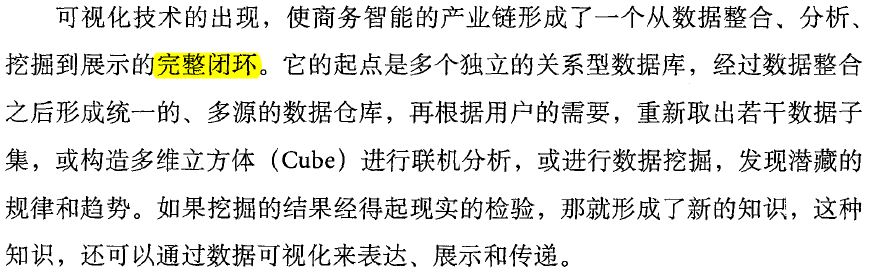 可视化技术的出现，使商务智能的产业链形成了一个从数据整合、分析、
挖掘到展示的完整闭环。它的起点是多个独立的关系型数据库，经过数据整合
之后形成统一的、多源的数据仓库，再根据用户的需要，重新取出若干数据子
集，或构造多维立方体（Cube）进行联机分析，或进行数据挖掘，发现潜藏的
规律和趋势。如果挖掘的结果经得起现实的检验，那就形成了新的知识，这种
知识，还可以通过数据可视化来表达、展示和传递。